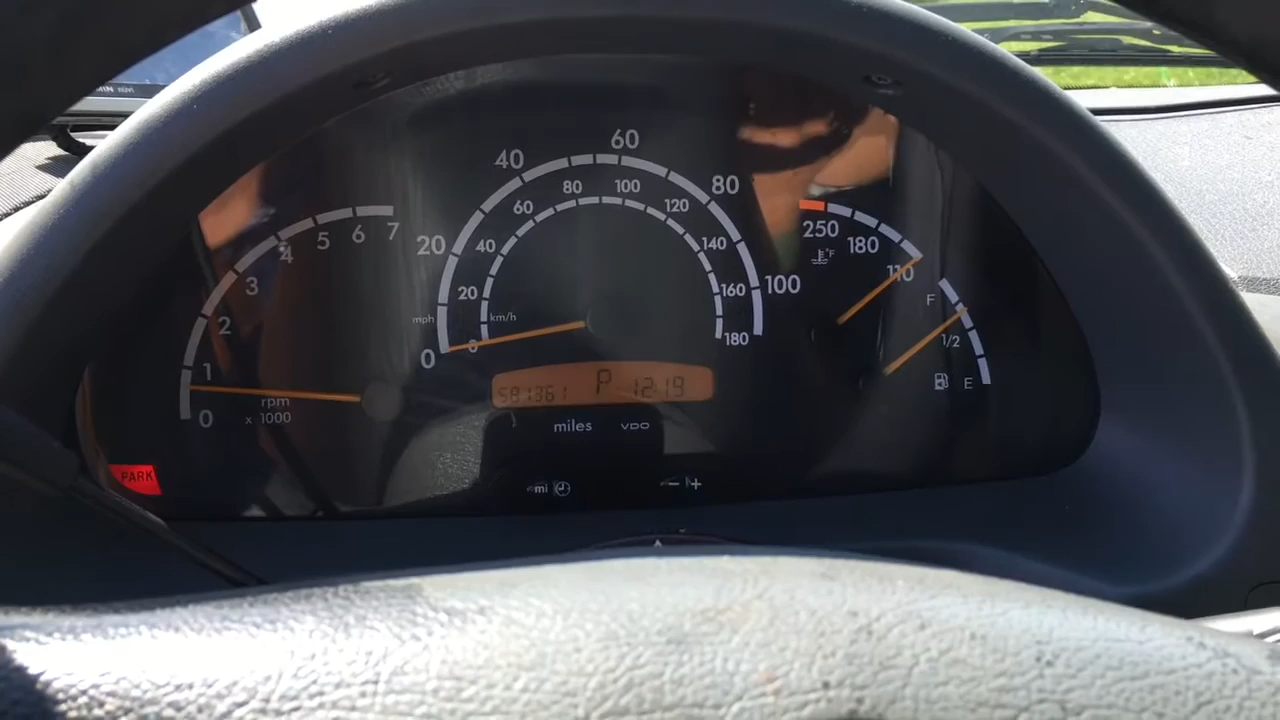 60
40
80
80
100
60
120
20
40
140
100
20
160
mph
km/h
0
0
180
0
1
2
3
4
5
6
7
rpm
x 1000
250
180
110
°F
F
1/2
E
581361 P 12:19
miles VDO
PARK
mi
- +